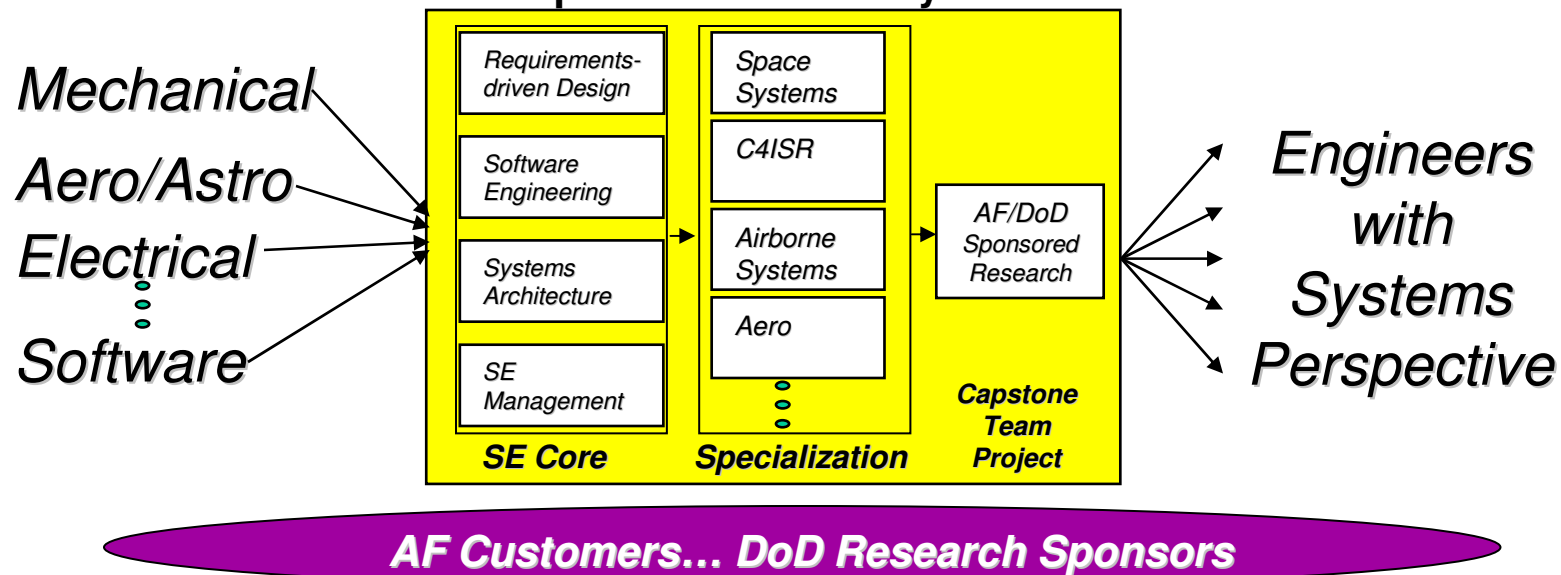 Mechanical
Aero/Astro
Electrical
Software
Requirements-
driven Design
Software
Engineering
Systems
Architecture
SE
Management
SE Core
Space
Systems
C4ISR
Airborne
Systems
Aero
Specialization
AF/DoD
Sponsored
Research
Capstone
Team
Project
Engineers
with
Systems
Perspective
AF Customers… DoD Research Sponsors